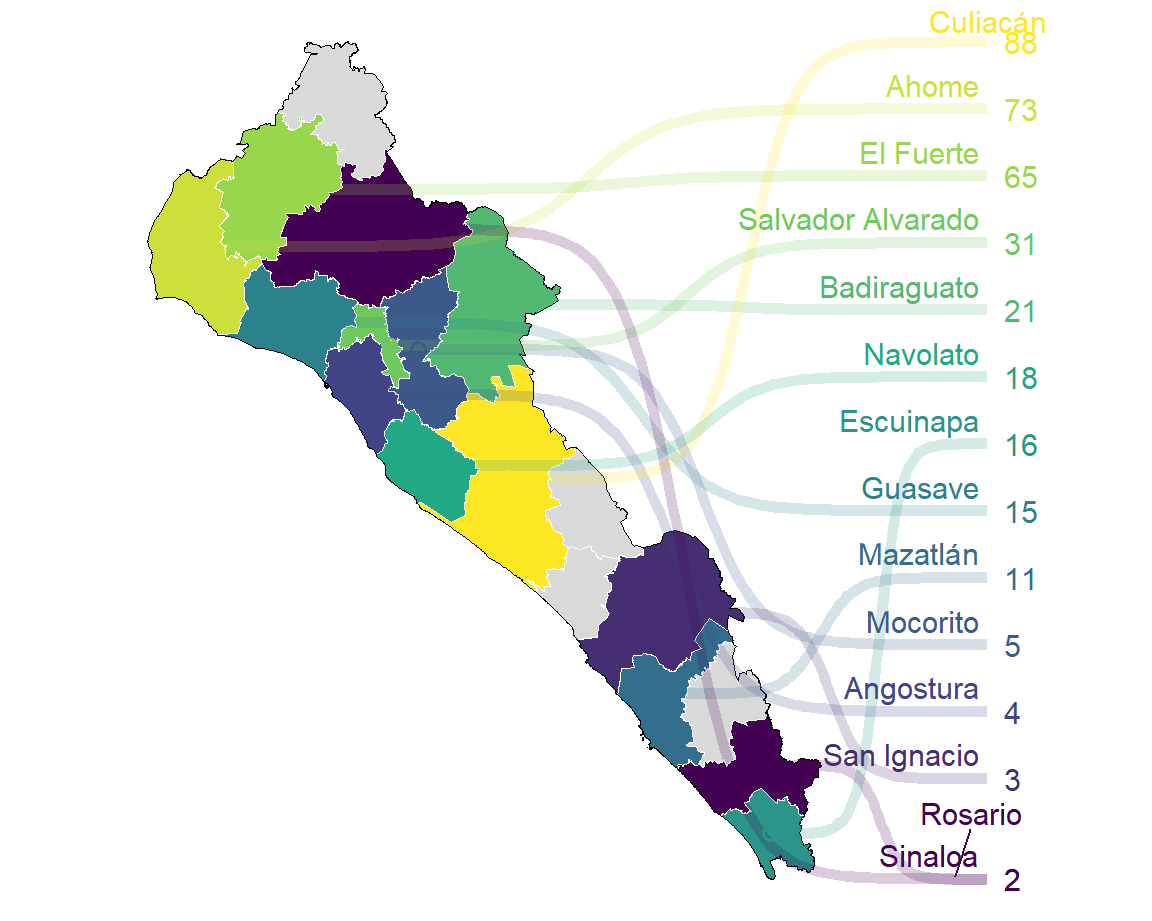 Culiacán
88
Ahome
73
El Fuerte
65
Salvador Alvarado
31
Badiraguato
21
Navolato
18
Escuinapa
16
Guasave
15
Mazatlán
11
Mocorito
5
Angostura
4
San Ignacio
3
Rosario
Sinaloa
2